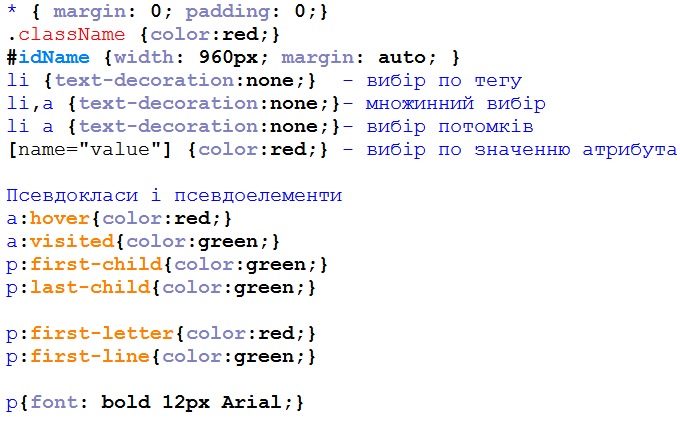 * { margin: 0; padding: 0;}
.className {color:red;}
#idName {width: 960px; margin: auto; }
li {text-decoration:none;}  - вибір по тегу
li,a {text-decoration:none;}- множинний вибір
li a {text-decoration:none;}- вибір потомків
[name="value"] {color:red;} - вибір по значенню атрибута
Псевдокласи і псевдоелементи
a:hover{color:red;}
a:visited{color:green;}
p:first-child{color:green;}
p:last-child{color:green;}
p:first-letter{color:red;}
p:first-line{color:green;}
p{font: bold 12px Arial;}